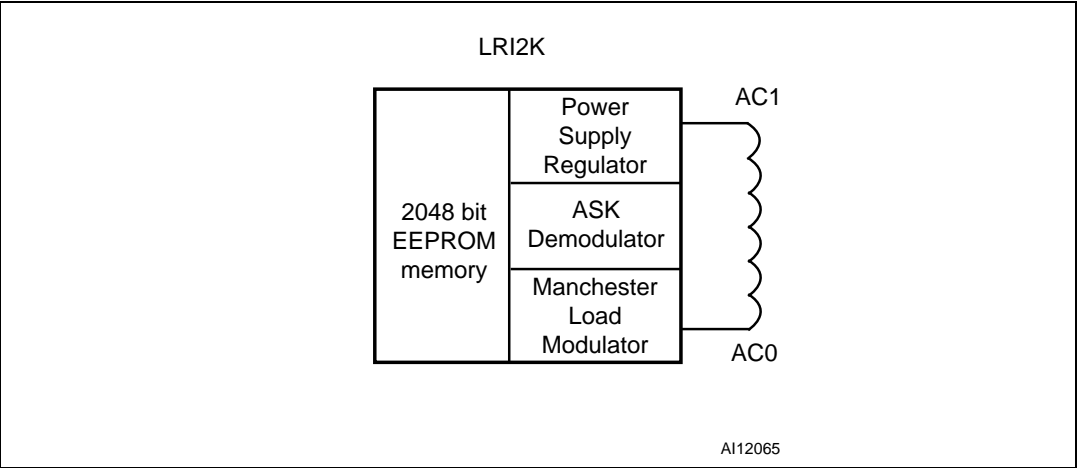 LRI2K
2048 bit
EEPROM
memory
Power
Supply
Regulator
ASK
Demodulator
Manchester
Load
Modulator
AC1
AC0
AI12065